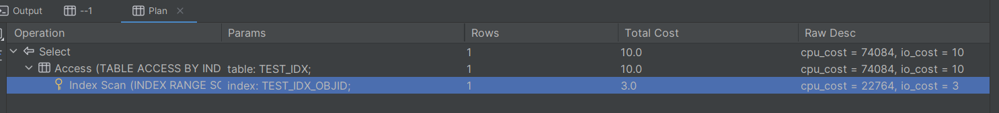 Output --1 Plan
Operation Params Rows Total Cost Raw Desc
Select 1 10.0 cpu_cost = 74084, io_cost = 10
Access (TABLE ACCESS BY IND table: TEST_IDX; 1 10.0 cpu_cost = 74084, io_cost = 10
Index Scan (INDEX RANGE SC index: TEST_IDX_OBJID; 1 3.0 cpu_cost = 22764, io_cost = 3